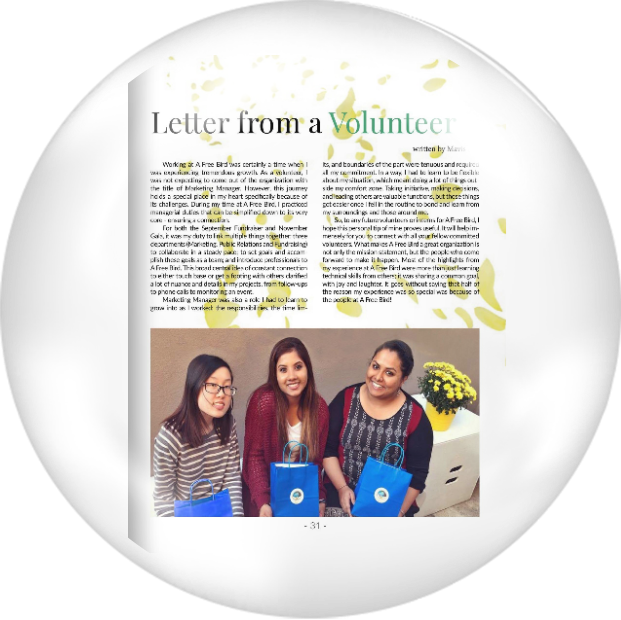 Letter from a Volunteer
written by
Working at A Free Bird was certainly a time when I
was experiencing tremendous growth. As a volunteer, I
was not expecting to come out of the organization with
the title of Marketing Manager. However, this journey
holds a special place in my heart specifically because of
its challenges. During my time at A Free Bird, I practiced
managerial duties that can be simplified down to its very
core - ensuring a connection.
For both the September Fundraiser and November
Gala, it was my duty to link multiple things together: three
departments (Marketing, Public Relations and Fundraising)
to collaborate in a steady pace; to set goals and accom-
plish those goals as a team; and introduce professionals to
A Free Bird. This broad central idea of constant connection
to either touch base or get a footing with others clarified
a lot of nuance and details in my projects, from follow-ups
to phone calls to monitoring an event.
Marketing Manager was also a role I had to learn to
grow into as I worked: the responsibilities, the time lim-
its, and boundaries of the part were tenuous and required
all my commitment. In a way, I had to learn to be flexible
about my situation, which meant doing a lot of things out-
side my comfort zone. Taking initiative, making decisions,
and leading others are valuable functions, but those things
got easier once I fell in the routine to bond and learn from
my surroundings and those around me.
So, to any future volunteers or interns for A Free Bird, I
hope this personal tip of mine proves useful. It will help im-
mensely for you to connect with all your fellow committed
volunteers. What makes A Free Bird a great organization is
not only the mission statement, but the people who come
forward to make it happen. Most of the highlights from
my experience at A Free Bird were more than just learning
technical skills from others; it was sharing a common goal,
with joy and laughter. It goes without saying that half of
the reason my experience was so special was because of
the people at A Free Bird!
- 31 -